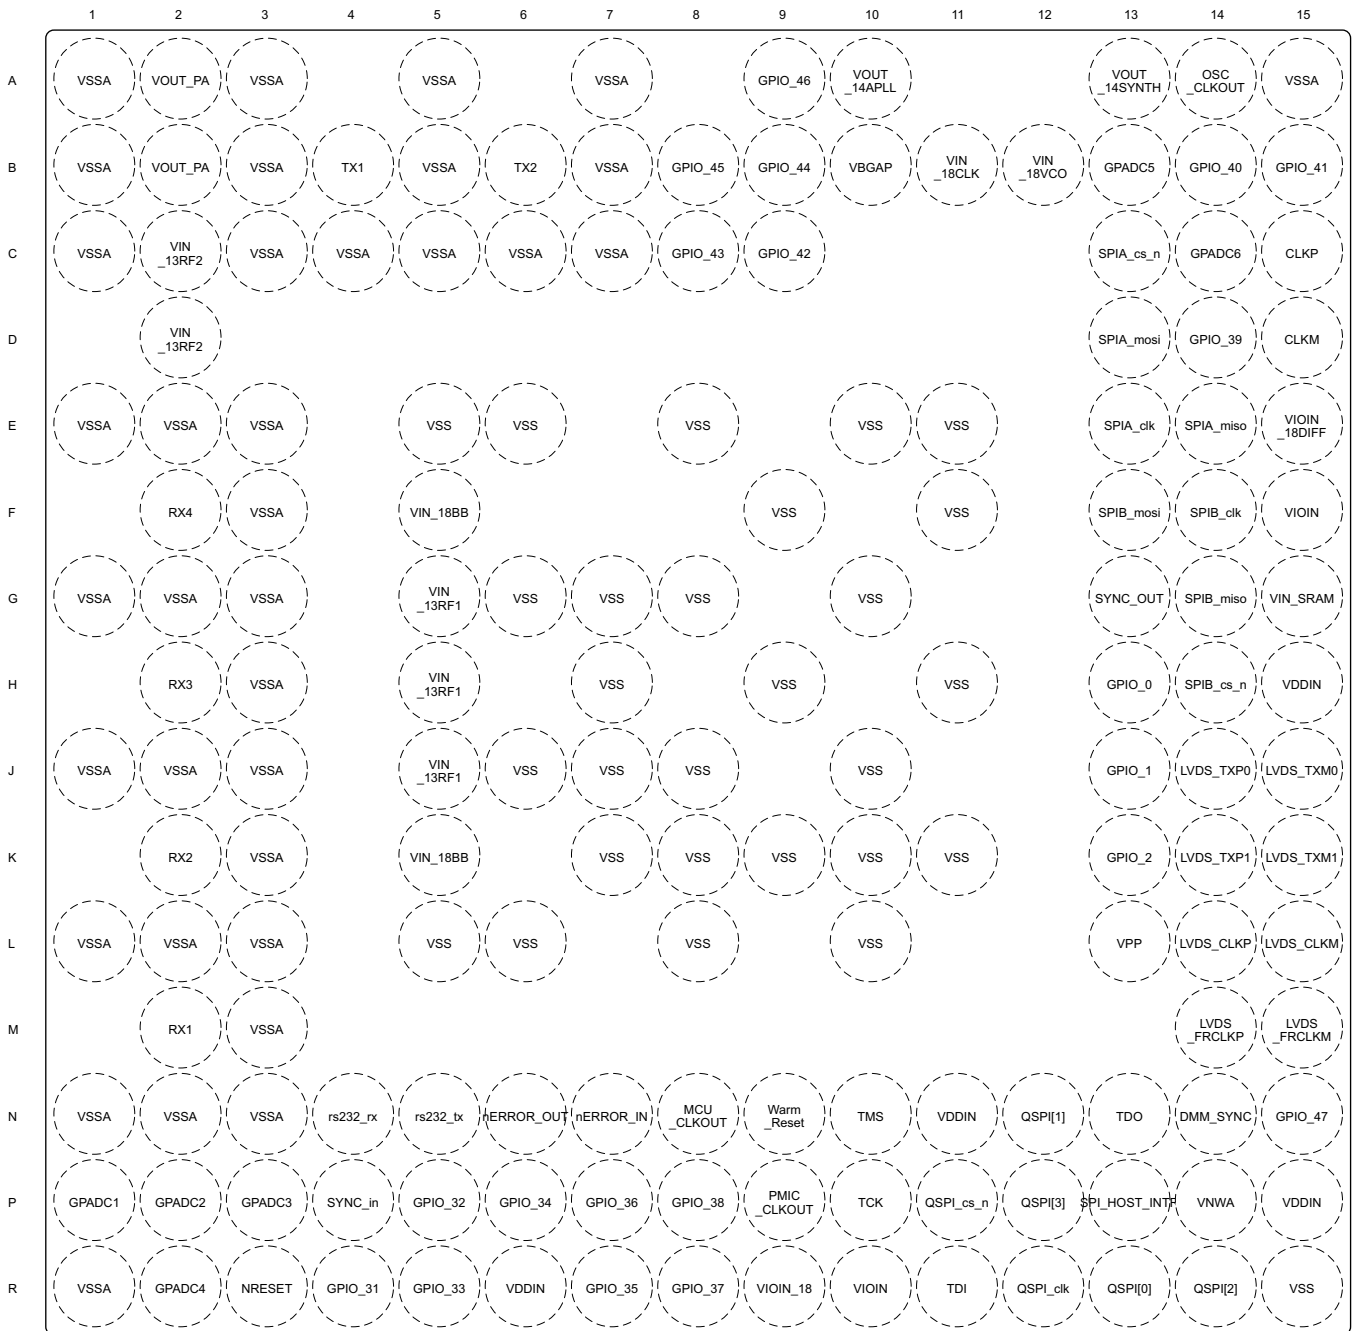 1 2 3 4 5 6 7 8 9 10 11 12 13 14 15
A VSSA VOUT_PA VSSA VSSA VSSA GPIO_46 VOUT _14APLL VOUT _14SYNTH OSC _CLKOUT VSSA
B VSSA VOUT_PA VSSA TX1 VSSA TX2 VSSA GPIO_45 GPIO_44 VBGAP VIN _18CLK VIN _18VCO GPADC5 GPIO_40 GPIO_41
C VSSA VIN _13RF2 VSSA VSSA VSSA VSSA VSSA GPIO_43 GPIO_42 SPIA_cs_n GPADC6 CLKP
D VIN _13RF2 SPIA_mosi GPIO_39 CLKM
E VSSA VSSA VSSA VSS VSS VSS VSS VSS SPIA_clk SPIA_miso VIOIN _18DIFF
F RX4 VSSA VIN_18BB VSS VSS SPIB_mosi SPIB_clk VIOIN
G VSSA VSSA VSSA VIN _13RF1 VSS VSS VSS VSS SYNC_OUT SPIB_miso VIN_SRAM
H RX3 VSSA VIN _13RF1 VSS VSS VSS GPIO_0 SPIB_cs_n VDDIN
J VSSA VSSA VSSA VIN _13RF1 VSS VSS VSS VSS GPIO_1 LVDS_TXP0 LVDS_TXM0
K RX2 VSSA VIN_18BB VSS VSS VSS VSS VSS GPIO_2 LVDS_TXP1 LVDS_TXM1
L VSSA VSSA VSSA VSS VSS VSS VSS VPP LVDS_CLKP LVDS_CLKM
M RX1 VSSA LVDS _FRCLKP LVDS _FRCLKM
N VSSA VSSA VSSA rs232_rx rs232_tx nERROR_OUT nERROR_IN MCU _CLKOUT Warm _Reset TMS VDDIN QSPI[1] TDO DMM_SYNC GPIO_47
P GPADC1 GPADC2 GPADC3 SYNC_in GPIO_32 GPIO_34 GPIO_36 GPIO_38 PMIC _CLKOUT TCK QSPI_cs_n QSPI[3] SPI_HOST_INTR VNWA VDDIN
R VSSA GPADC4 NRESET GPIO_31 GPIO_33 VDDIN GPIO_35 GPIO_37 VIOIN_18 VIOIN TDI QSPI_clk QSPI[0] QSPI[2] VSS